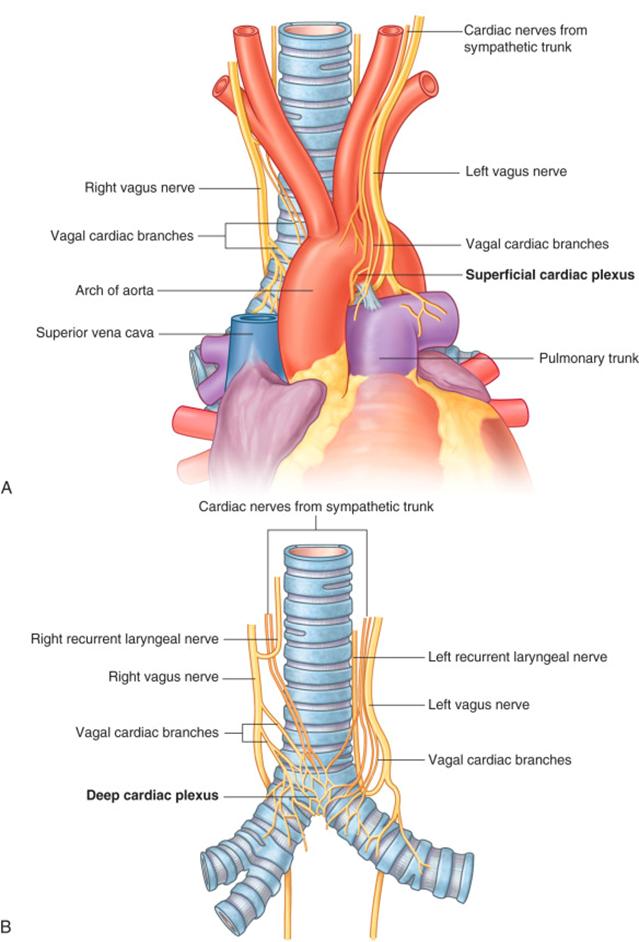 Cardiac nerves from
sympathetic trunk
Right vagus nerve
Left vagus nerve
Vagal cardiac branches
Vagal cardiac branches
Superficial cardiac plexus
Arch of aorta
Superior vena cava
Pulmonary trunk
A
Cardiac nerves from sympathetic trunk
Right recurrent laryngeal nerve
Left recurrent laryngeal nerve
Right vagus nerve
Left vagus nerve
Vagal cardiac branches
Vagal cardiac branches
Deep cardiac plexus
B